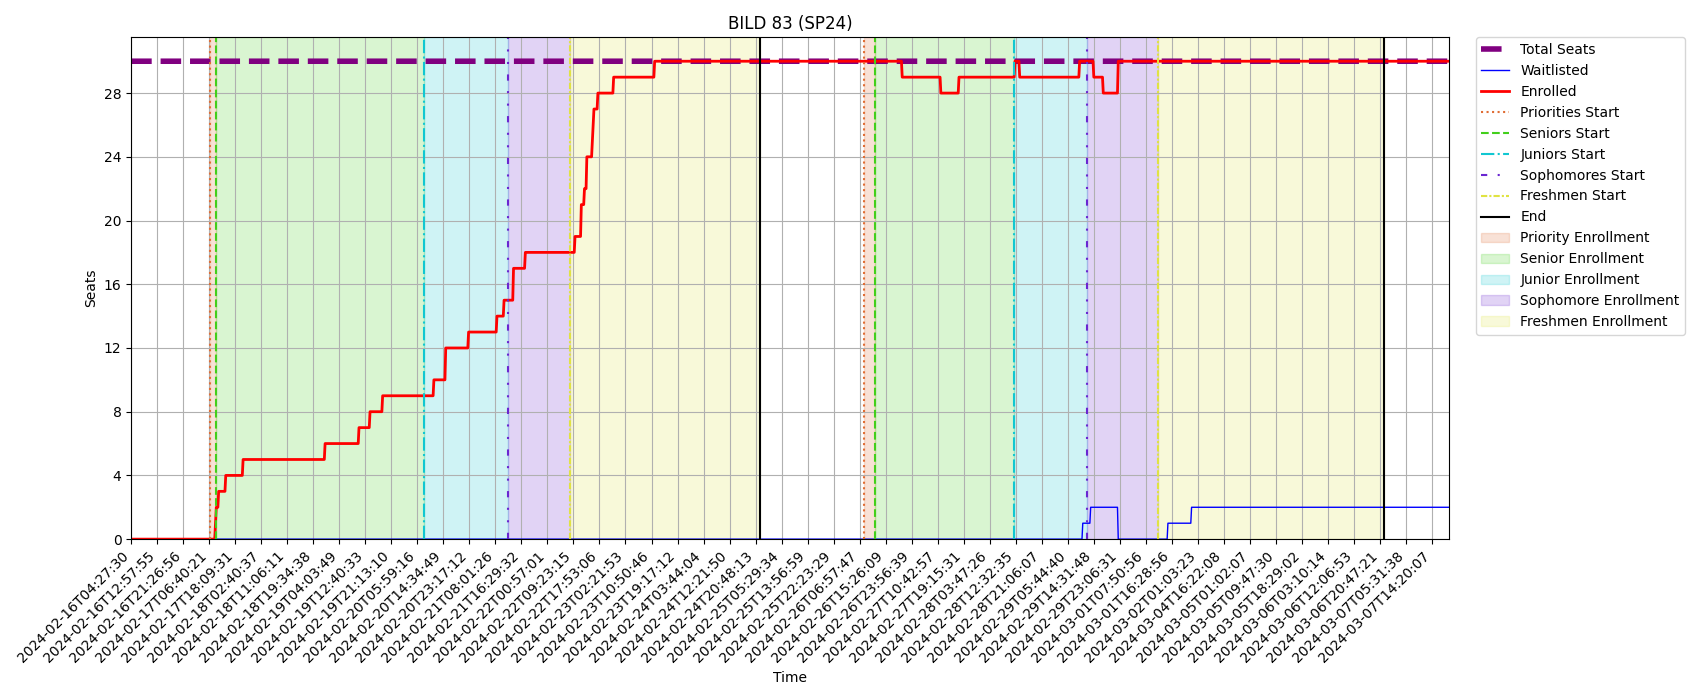 BILD 83 (SP24)
Total Seats
Waitlisted
Enrolled
Priorities Start
Seniors Start
Juniors Start
Sophomores Start
Freshmen Start
End
Priority Enrollment
Senior Enrollment
Junior Enrollment
Sophomore Enrollment
Freshmen Enrollment
Seats
28
24
20
16
12
8
4
0
2024-02-16T04:27:30
2024-02-16T12:57:55
2024-02-16T21:26:56
2024-02-17T06:40:21
2024-02-17T18:09:31
2024-02-18T02:40:37
2024-02-18T11:06:11
2024-02-18T19:34:38
2024-02-19T04:03:49
2024-02-19T12:40:33
2024-02-19T21:13:10
2024-02-20T05:59:16
2024-02-20T14:34:49
2024-02-20T23:17:12
2024-02-21T08:01:26
2024-02-21T16:29:32
2024-02-22T00:57:01
2024-02-22T09:23:15
2024-02-22T17:53:06
2024-02-23T02:21:53
2024-02-23T10:50:46
2024-02-23T19:17:12
2024-02-24T03:44:04
2024-02-24T12:21:50
2024-02-24T20:48:13
2024-02-25T05:29:34
2024-02-25T13:56:59
2024-02-25T22:23:29
2024-02-26T06:57:47
2024-02-26T15:26:09
2024-02-26T23:56:39
2024-02-27T10:42:57
2024-02-27T19:15:31
2024-02-28T03:47:26
2024-02-28T12:32:35
2024-02-28T21:06:07
2024-02-29T05:44:40
2024-02-29T14:31:48
2024-02-29T23:06:31
2024-03-01T07:50:56
2024-03-01T16:28:56
2024-03-02T01:03:23
2024-03-04T16:22:08
2024-03-05T01:02:07
2024-03-05T09:47:30
2024-03-05T18:29:02
2024-03-06T03:10:14
2024-03-06T12:06:53
2024-03-06T20:47:21
2024-03-07T05:31:38
2024-03-07T14:20:07
Time